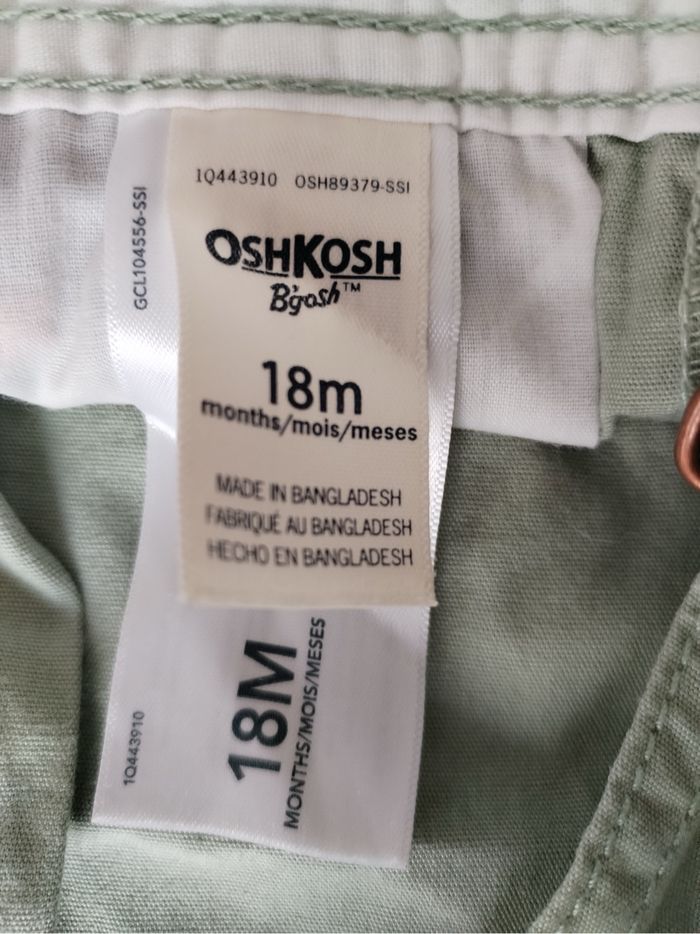 1Q443910 OSH89379-SSI
OSHKOSH
B'gosh™
18m
months/mois/meses
MADE IN BANGLADESH
FABRIQUÉ AU BANGLADESH
HECHO EN BANGLADESH
GCL104556-SSI
18M
MONTHS/MOIS/MESES
1Q443910